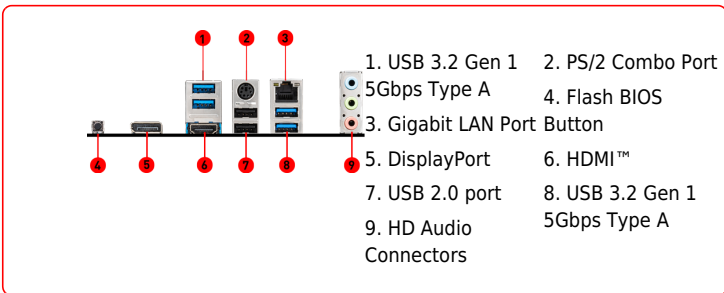 1 2 3
4 5 6 7 8 9
1. USB 3.2 Gen 1
5Gbps Type A
2. PS/2 Combo Port
3. Gigabit LAN Port
4. Flash BIOS
Button
5. DisplayPort
6. HDMI™
7. USB 2.0 port
8. USB 3.2 Gen 1
5Gbps Type A
9. HD Audio
Connectors